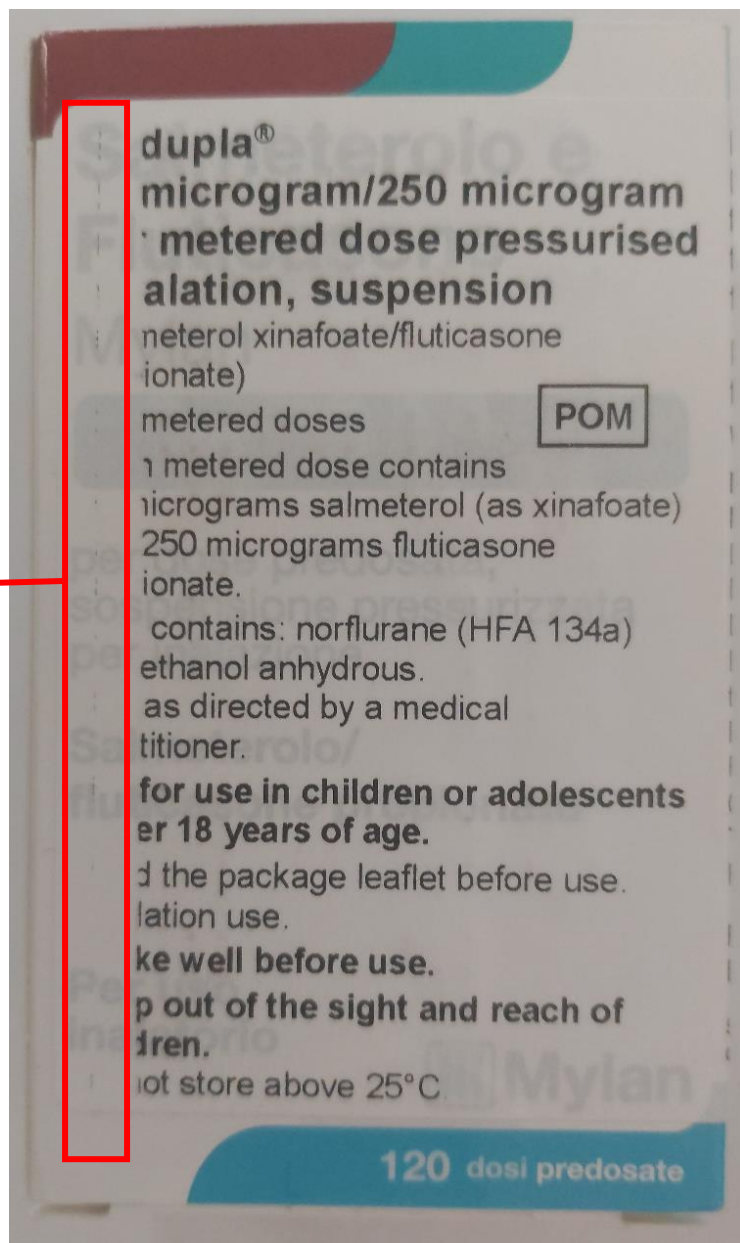 dupla®
microgram/250 microgram
metered dose pressurised
alation, suspension
neterol xinafoate/fluticasone
ionate)
metered doses
POM
metered dose contains
nicrograms salmeterol (as xinafoate)
250 micrograms fluticasone
ionate.
contains: norflurane (HFA 134a)
ethanol anhydrous.
as directed by a medical
titioner.
for use in children or adolescents
er 18 years of age.
d the package leaflet before use.
lation use.
ke well before use.
p out of the sight and reach of
dren.
not store above 25°C
Mylan
120 dosi predosate